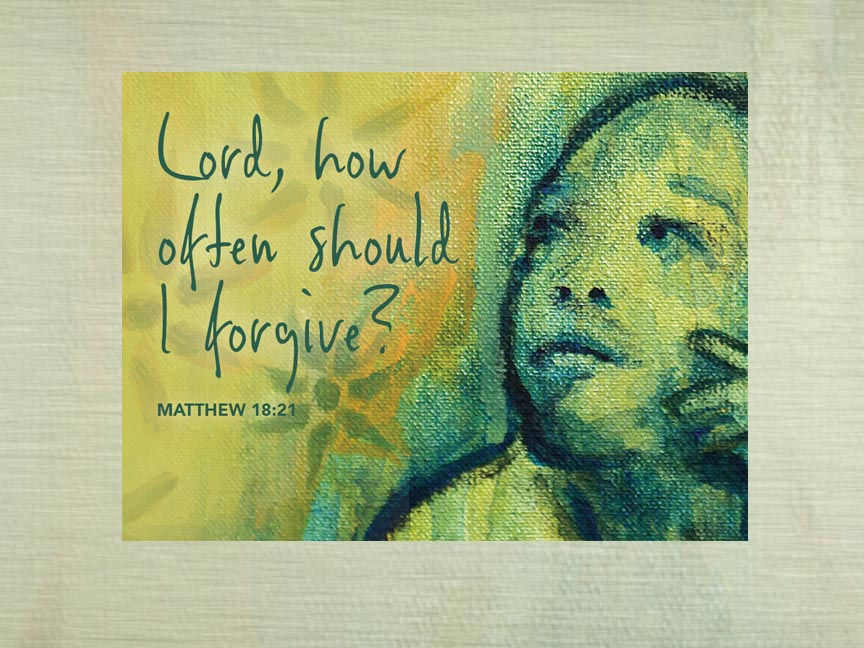 Lord, how
often should
I forgive?
MATTHEW 18:21